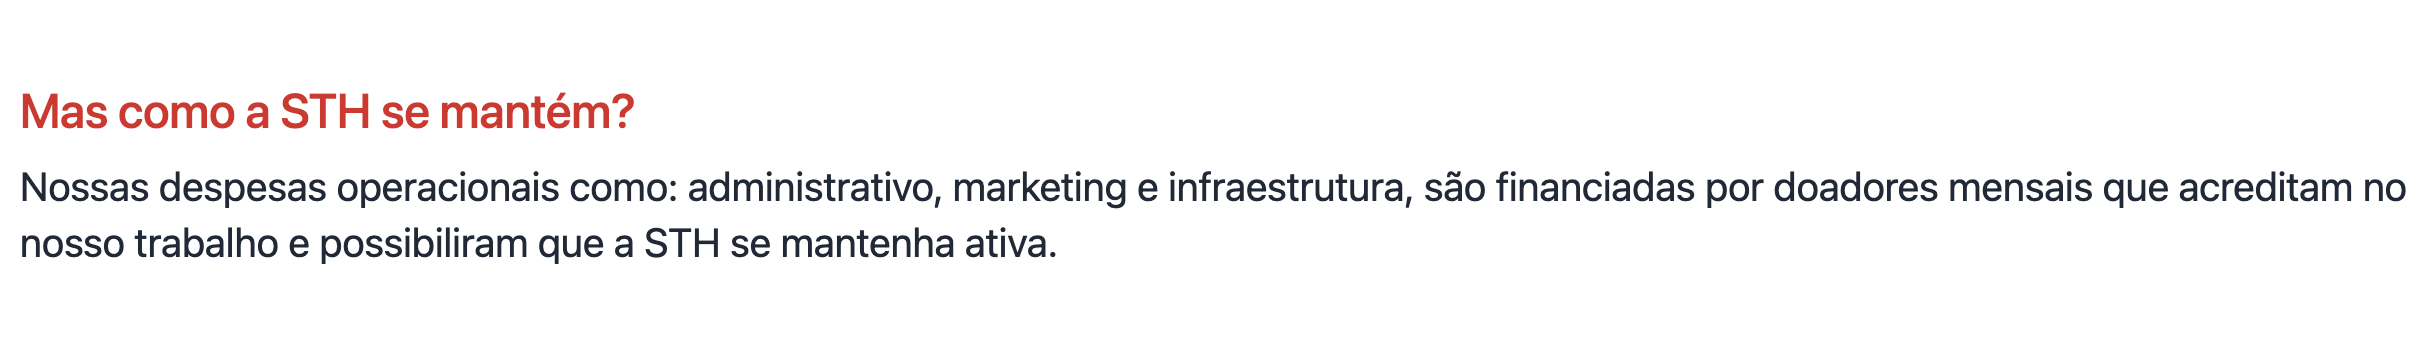 Mas como a STH se mantém?
Nossas despesas operacionais como: administrativo, marketing e infraestrutura, são financiadas por doadores mensais que acreditam no
nosso trabalho e possibiliram que a STH se mantenha ativa.